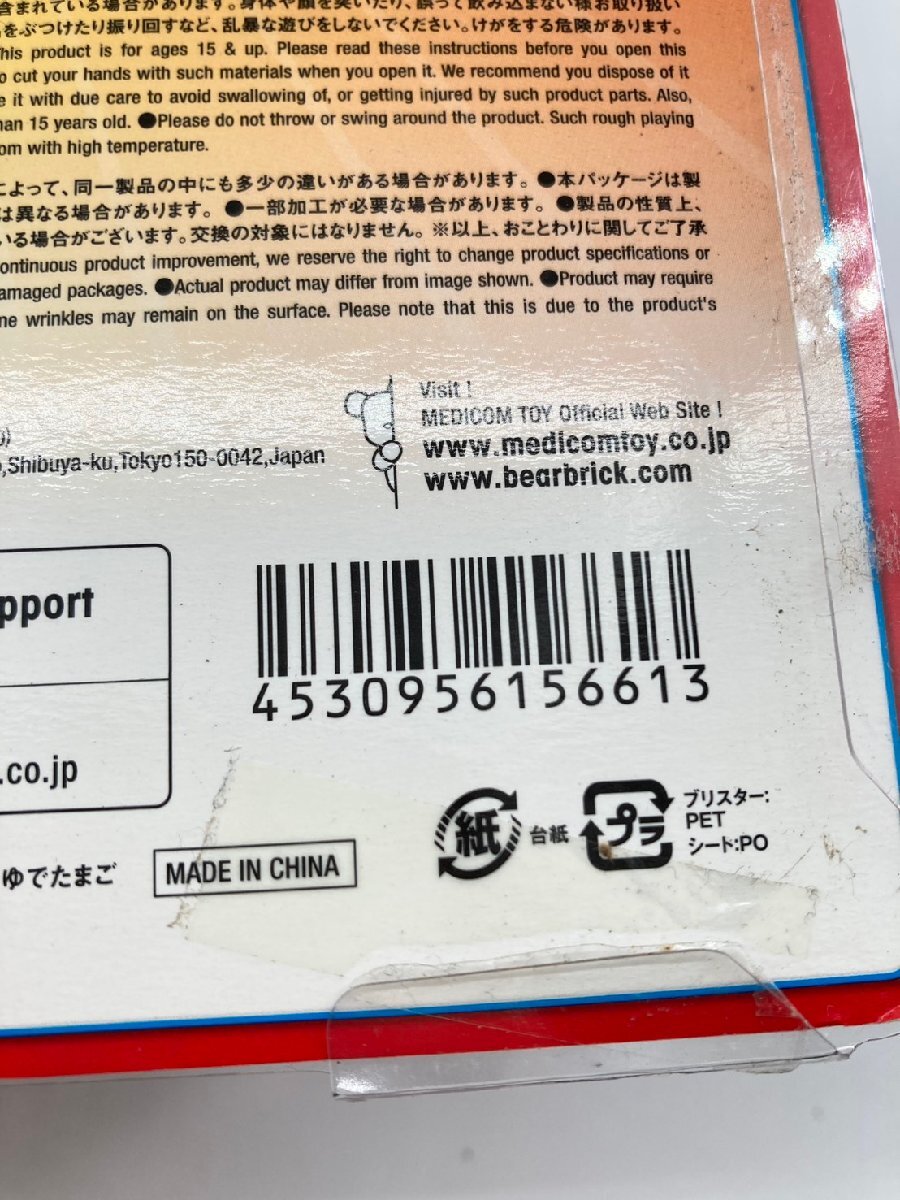 含まれている場合があります。身体や顔を突いたり、誤って飲み込まない様お取り扱い
をぶつけたり振り回すなど、乱暴な遊びをしないでください。けがをする危険があります。
This product is for ages 15 & up. Please read these instructions before you open this
o cut your hands with such materials when you open it. We recommend you dispose of it
e it with due care to avoid swallowing of, or getting injured by such product parts. Also,
han 15 years old. ●Please do not throw or swing around the product. Such rough playing
om with high temperature.
によって、同一製品の中にも多少の違いがある場合があります。●本パッケージは製
は異なる場合があります。●一部加工が必要な場合があります。●製品の性質上、
いる場合がございます。交換の対象にはなりません。※以上、おことわりに関してご了承
continuous product improvement, we reserve the right to change product specifications or
amaged packages. ●Actual product may differ from image shown. ●Product may require
me wrinkles may remain on the surface. Please note that this is due to the product's
Visit !
MEDICOM TOY Official Web Site !
www.medicomtoy.co.jp
www.bearbrick.com
0)
,Shibuya-ku,Tokyo150-0042,Japan
pport
.co.jp
4530956156613
紙
台紙
プラ
ブリスター:
PET
シート:PO
ゆでたまご
MADE IN CHINA